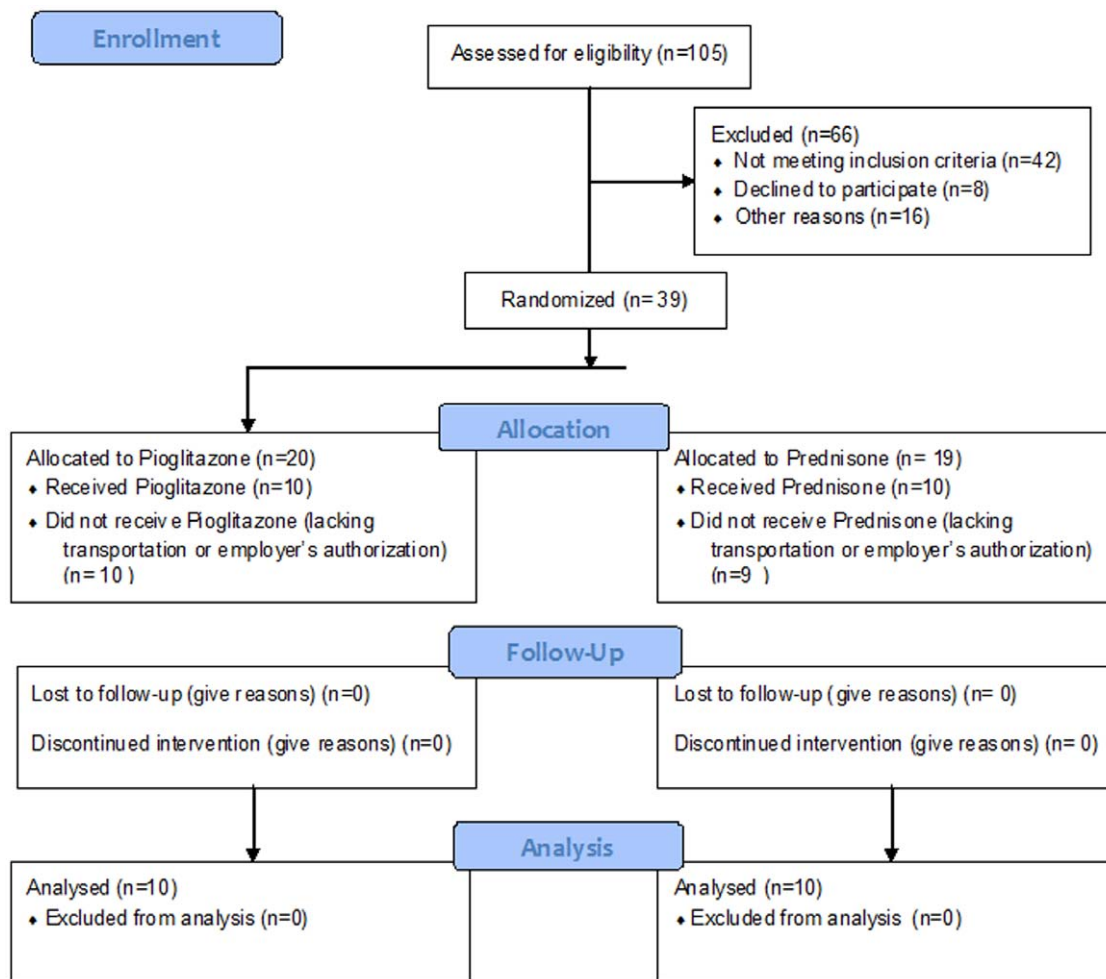 Enrollment
Assessed for eligibility (n=105)
Excluded (n=66)
♦ Not meeting inclusion criteria (n=42)
♦ Declined to participate (n=8)
♦ Other reasons (n=16)
Randomized (n= 39)
Allocation
Allocated to Pioglitazone (n=20)
♦ Received Pioglitazone (n=10)
♦ Did not receive Pioglitazone (lacking
transportation or employer's authorization)
(n= 10 )
Allocated to Prednisone (n= 19)
♦ Received Prednisone (n=10)
♦ Did not receive Prednisone (lacking
transportation or employer's authorization)
(n=9 )
Follow-Up
Lost to follow-up (give reasons) (n=0)
Discontinued intervention (give reasons) (n=0)
Lost to follow-up (give reasons) (n= 0)
Discontinued intervention (give reasons) (n= 0)
Analysis
Analysed (n=10)
♦ Excluded from analysis (n=0)
Analysed (n=10)
♦ Excluded from analysis (n=0)